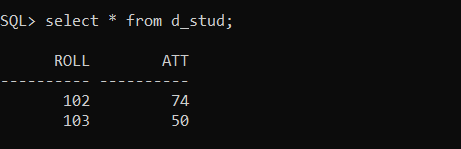 SQL> select * from d_stud;
ROLL ATT
---------- ----------
102 74
103 50